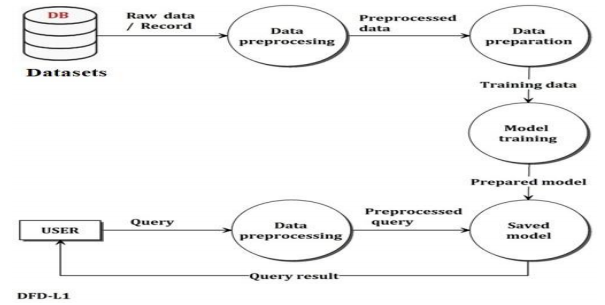 DB
Datasets
Raw data
/ Record
Data
preprocesing
Preprocessed
data
Data
preparation
Training data
Model
training
Prepared model
USER
Query
Data
preprocessing
Preprocessed
query
Saved
model
Query result
DFD-L1